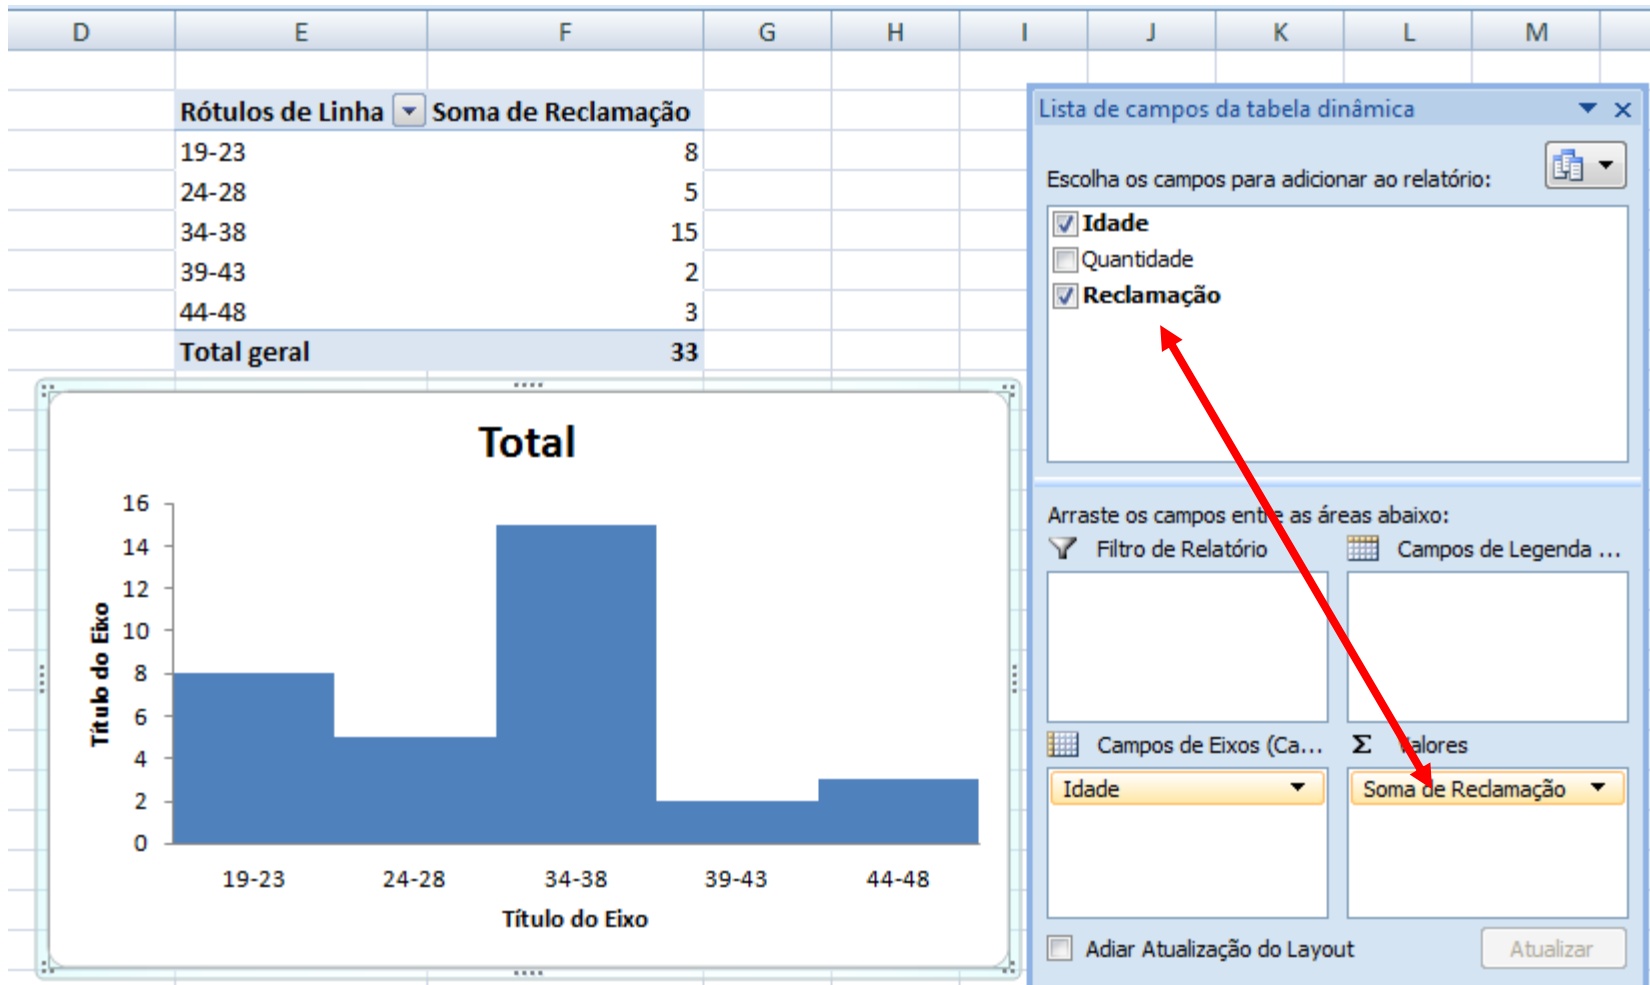 D E F G H I J K L M
Rótulos de Linha Soma de Reclamação
19-23 8
24-28 5
34-38 15
39-43 2
44-48 3
Total geral 33
Total
16
14
12
10
8
6
4
2
0
Título do Eixo
19-23 24-28 34-38 39-43 44-48
Título do Eixo
Lista de campos da tabela dinâmica
Escolha os campos para adicionar ao relatório:
Idade
Quantidade
Reclamação
Arraste os campos entre as áreas abaixo:
Filtro de Relatório
Campos de Legenda ...
Campos de Eixos (Ca...
Σ Valores
Idade
Soma de Reclamação
Adiar Atualização do Layout
Atualizar